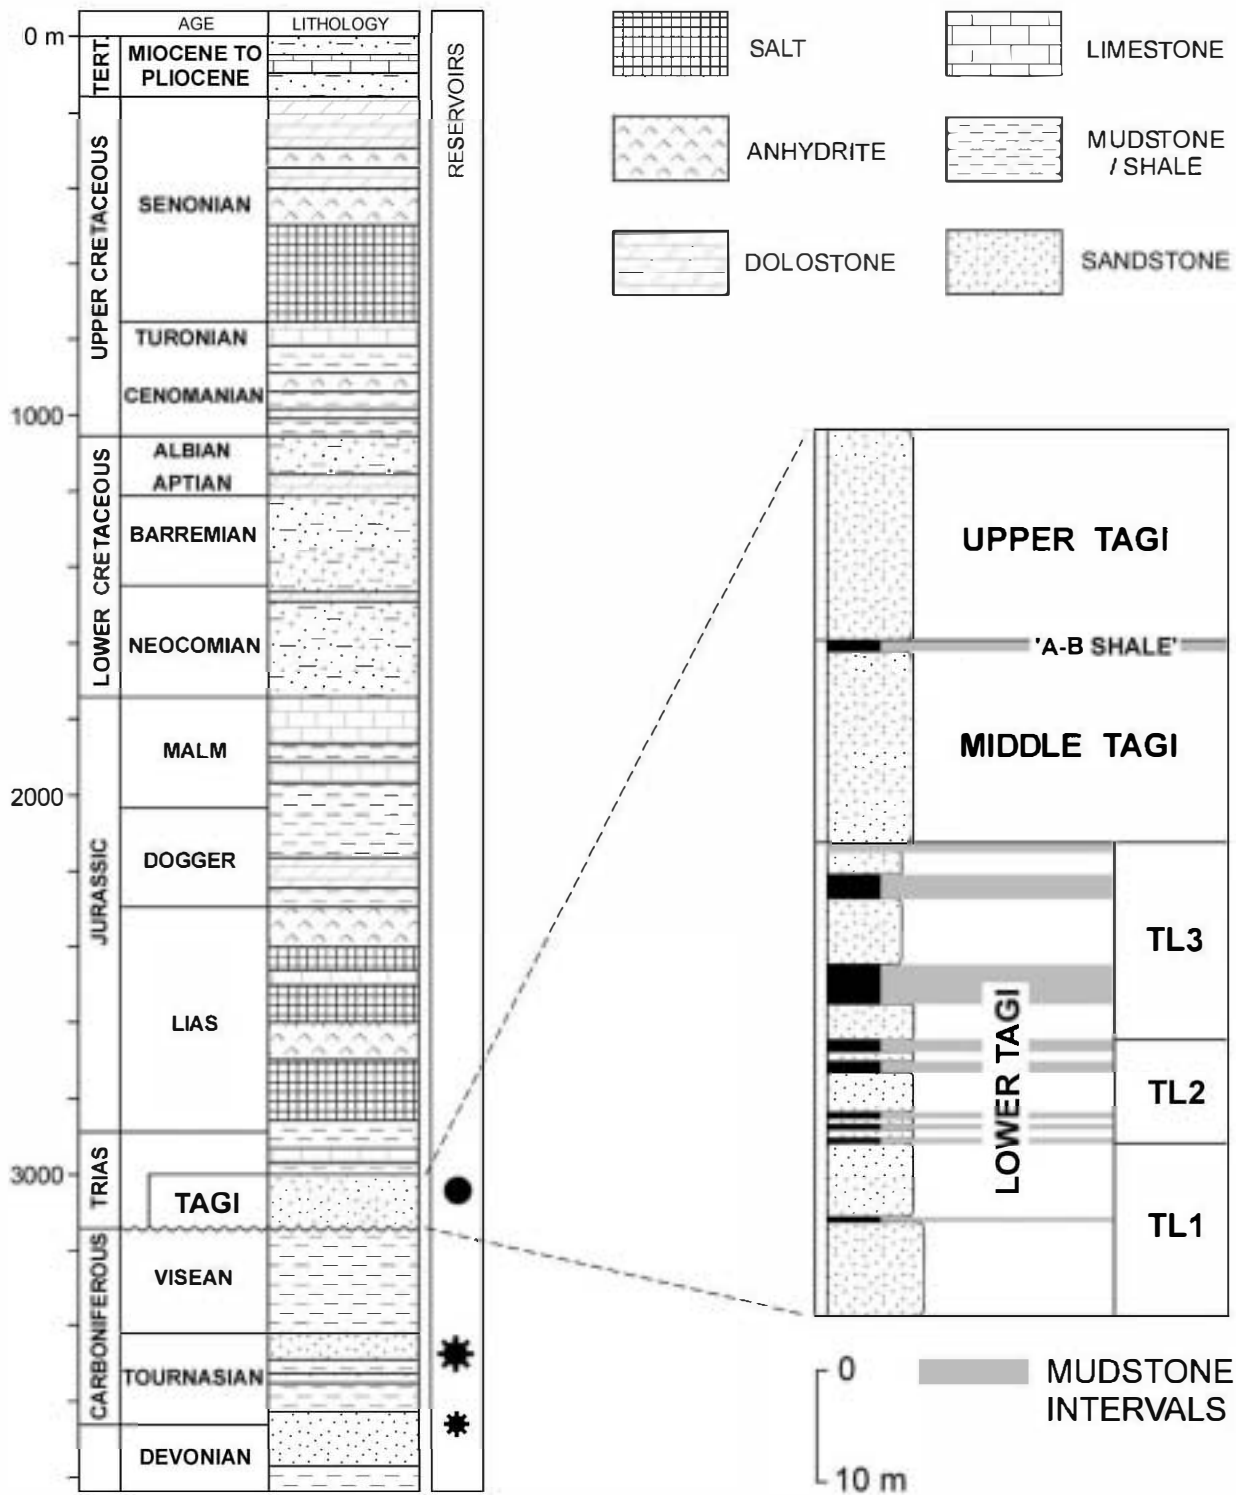 AGE
LITHOLOGY
RESERVOIRS
0 m
TERT.
MIOCENE TO
PLIOCENE
UPPER CRETACEOUS
SENONIAN
TURONIAN
CENOMANIAN
1000
LOWER CRETACEOUS
ALBIAN
APTIAN
BARREMIAN
NEOCOMIAN
JURASSIC
MALM
2000
DOGGER
LIAS
TRIAS
3000
TAGI
CARBONIFEROUS
VISEAN
TOURNASIAN
DEVONIAN
SALT
LIMESTONE
ANHYDRITE
MUDSTONE
/ SHALE
DOLOSTONE
SANDSTONE
UPPER TAGI
'A-B SHALE'
MIDDLE TAGI
LOWER TAGI
TL3
TL2
TL1
0
10 m
MUDSTONE
INTERVALS